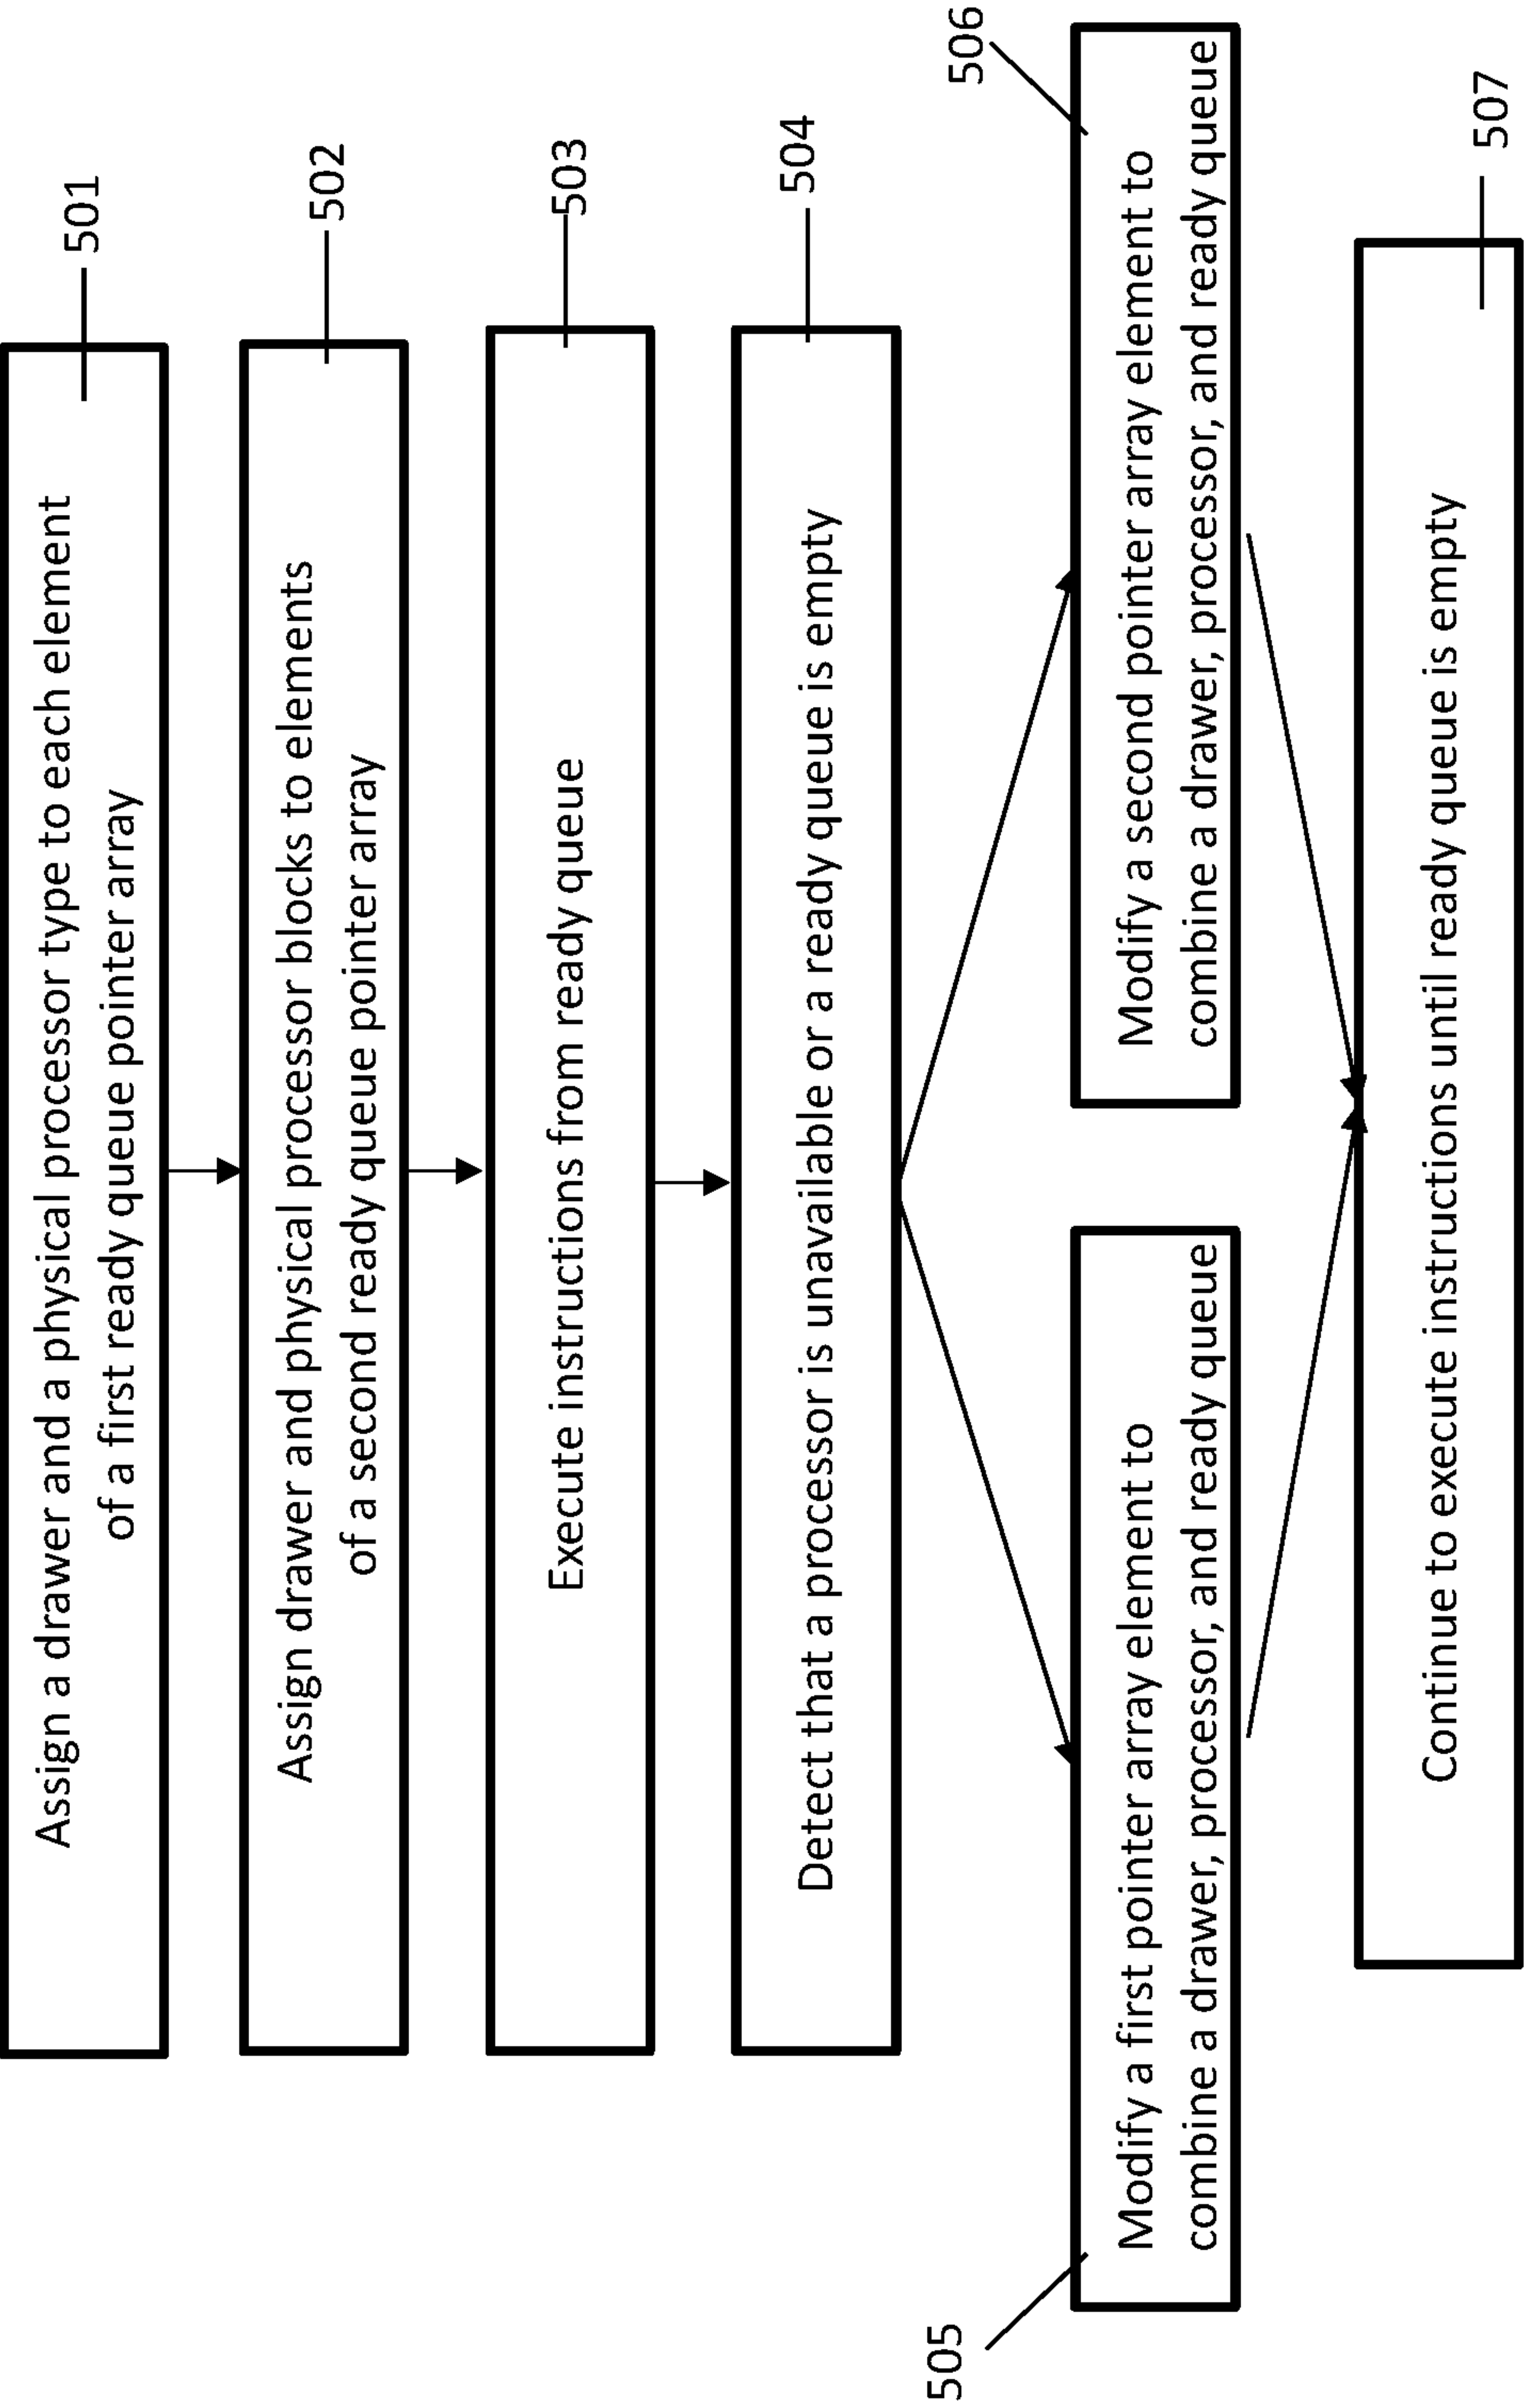 Assign a drawer and a physical processor type to each element
of a first ready queue pointer array
501
Assign drawer and physical processor blocks to elements
of a second ready queue pointer array
502
Execute instructions from ready queue
503
Detect that a processor is unavailable or a ready queue is empty
504
505
Modify a first pointer array element to
combine a drawer, processor, and ready queue
506
Modify a second pointer array element to
combine a drawer, processor, and ready queue
Continue to execute instructions until ready queue is empty
507